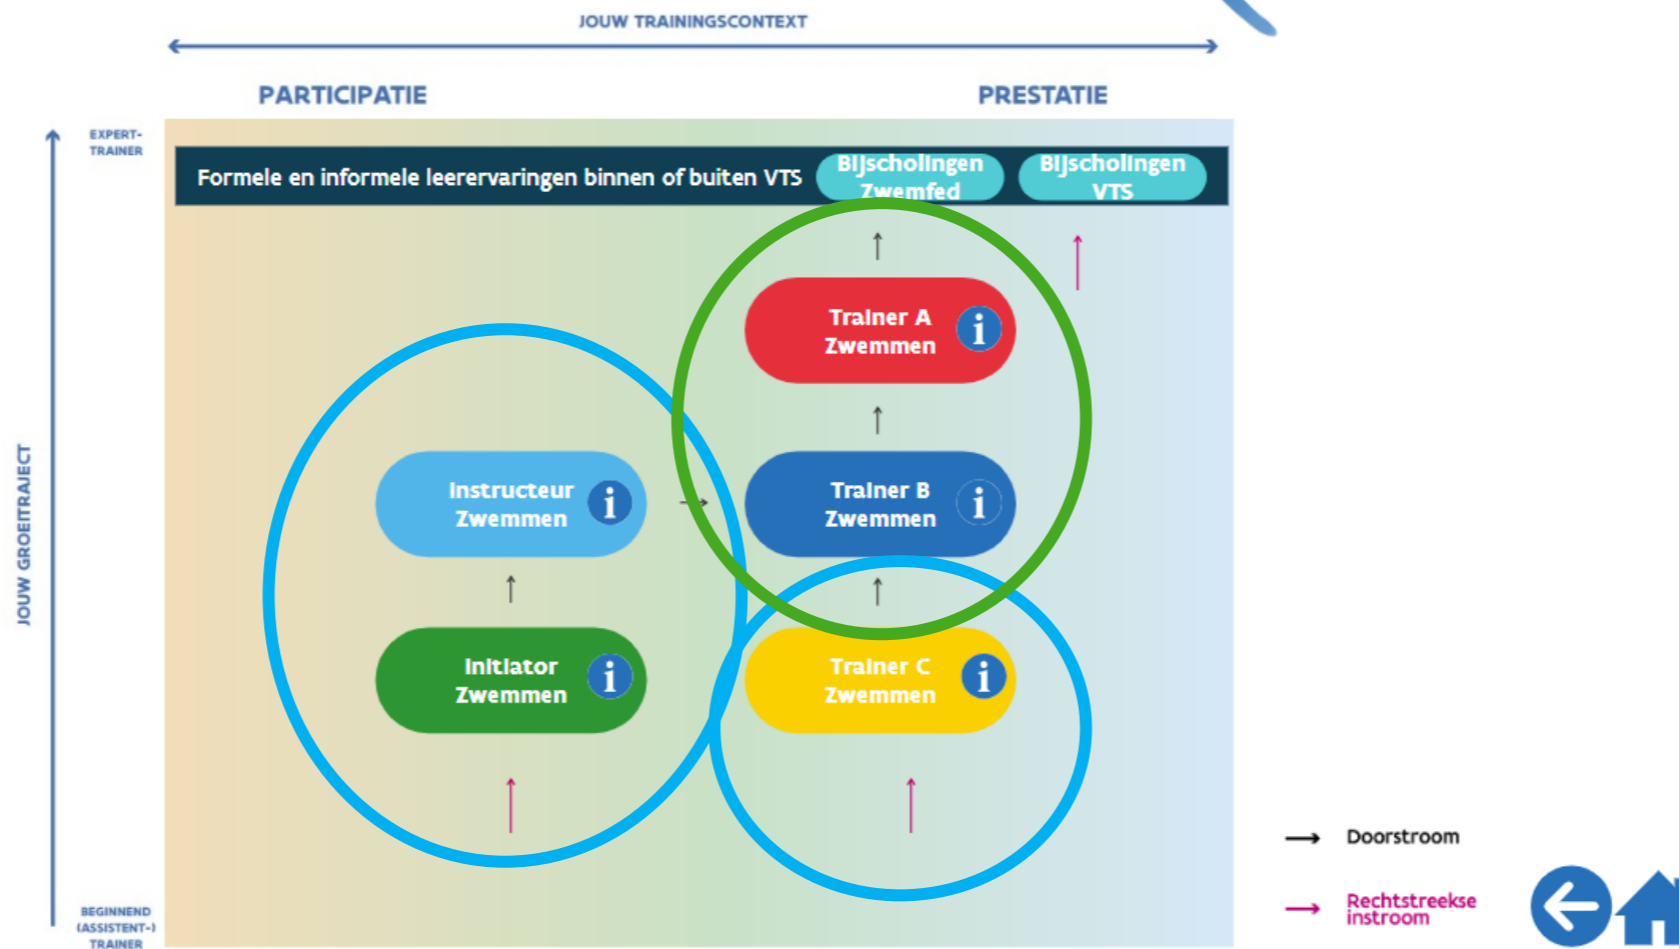 JOUW TRAININGSCONTEXT
PARTICIPATIE
PRESTATIE
EXPERT-
TRAINER
Formele en informele leerervaringen binnen of buiten VTS
Bijscholingen
Zwemfed
Bijscholingen
VTS
Trainer A
Zwemmen
i
Instructeur
Zwemmen
i
Trainer B
Zwemmen
i
JOUW GROEITRAJECT
Initiator
Zwemmen
i
Trainer C
Zwemmen
i
Doorstroom
Rechtstreekse
instroom
BEGINNEND
(ASSISTENT-)
TRAINER